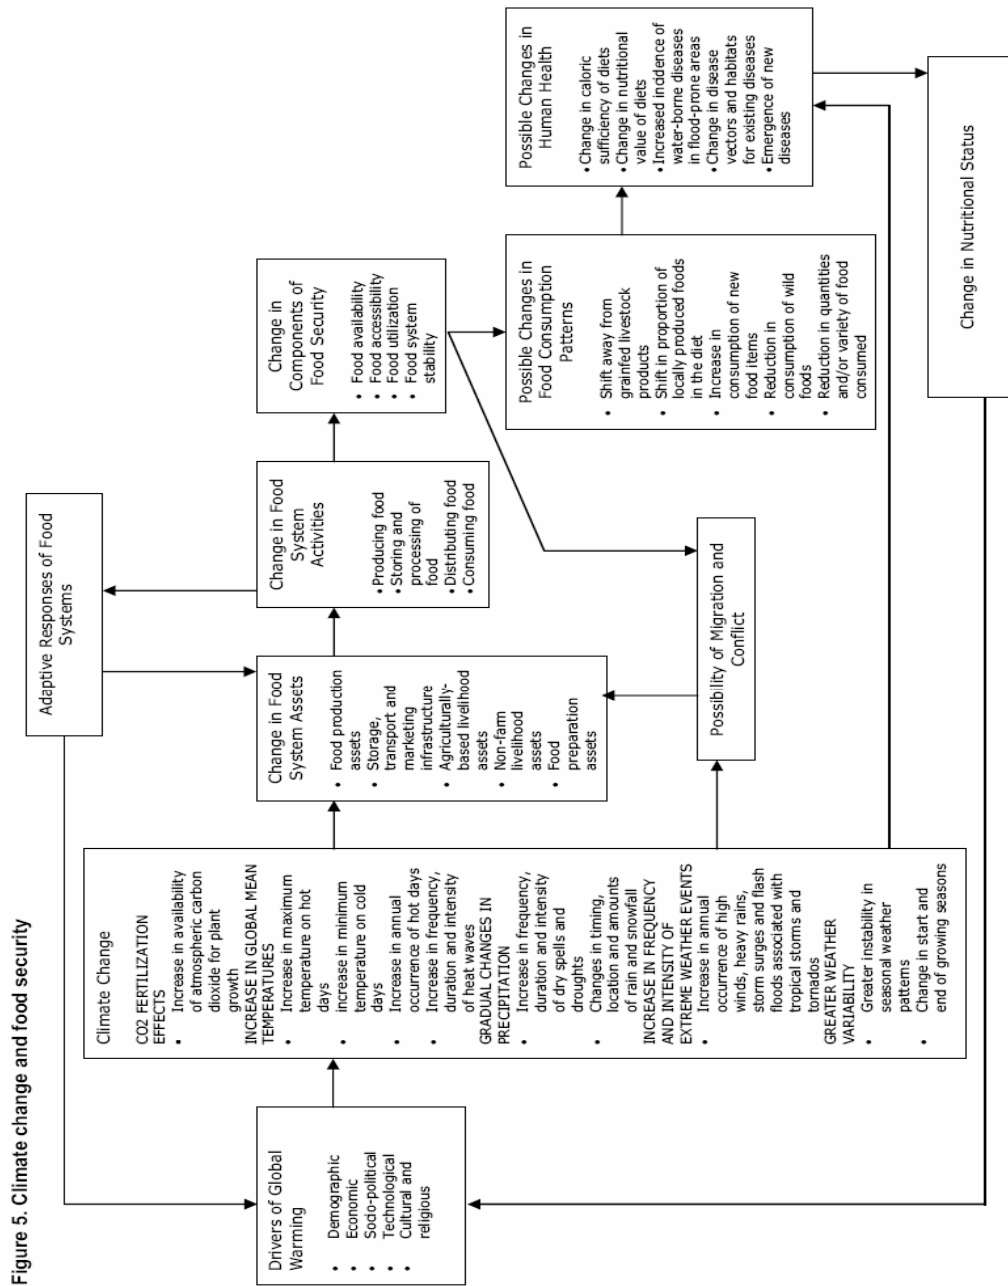 Figure 5. Climate change and food security
Adaptive Responses of Food
Systems
Drivers of Global
Warming
• Demographic
• Economic
• Socio-political
• Technological
• Cultural and
religious
Climate Change
CO2 FERTILIZATION
EFFECTS
• Increase in availability
of atmospheric carbon
dioxide for plant
growth
INCREASE IN GLOBAL MEAN
TEMPERATURES
• Increase in maximum
temperature on hot
days
• increase in minimum
temperature on cold
days
• Increase in annual
occurrence of hot days
• Increase in frequency,
duration and intensity
of heat waves
GRADUAL CHANGES IN
PRECIPITATION
• Increase in frequency,
duration and intensity
of dry spells and
droughts
• Changes in timing,
location and amounts
of rain and snowfall
INCREASE IN FREQUENCY
AND INTENSITY OF
EXTREME WEATHER EVENTS
• Increase in annual
occurrence of high
winds, heavy rains,
storm surges and flash
floods associated with
tropical storms and
tornados
GREATER WEATHER
VARIABILITY
• Greater instability in
seasonal weather
patterns
• Change in start and
end of growing seasons
Change in Food
System Assets
• Food production
assets
• Storage,
transport and
marketing
infrastructure
• Agriculturally-
based livelihood
assets
• Non-farm
livelihood
assets
• Food
preparation
assets
Change in Food
System
Activities
• Producing food
• Storing and
processing of
food
• Distributing food
• Consuming food
Change in
Components of
Food Security
• Food availability
• Food accessibility
• Food utilization
• Food system
stability
Possibility of Migration and
Conflict
Possible Changes in
Food Consumption
Patterns
• Shift away from
grainfed livestock
products
• Shift in proportion of
locally produced foods
in the diet
• Increase in
consumption of new
food items
• Reduction in
consumption of wild
foods
• Reduction in quantities
and/or variety of food
consumed
Possible Changes in
Human Health
• Change in caloric
sufficiency of diets
• Change in nutritional
value of diets
• Increased incidence of
water-borne diseases
in flood-prone areas
• Change in disease
vectors and habitats
for existing diseases
• Emergence of new
diseases
Change in Nutritional Status